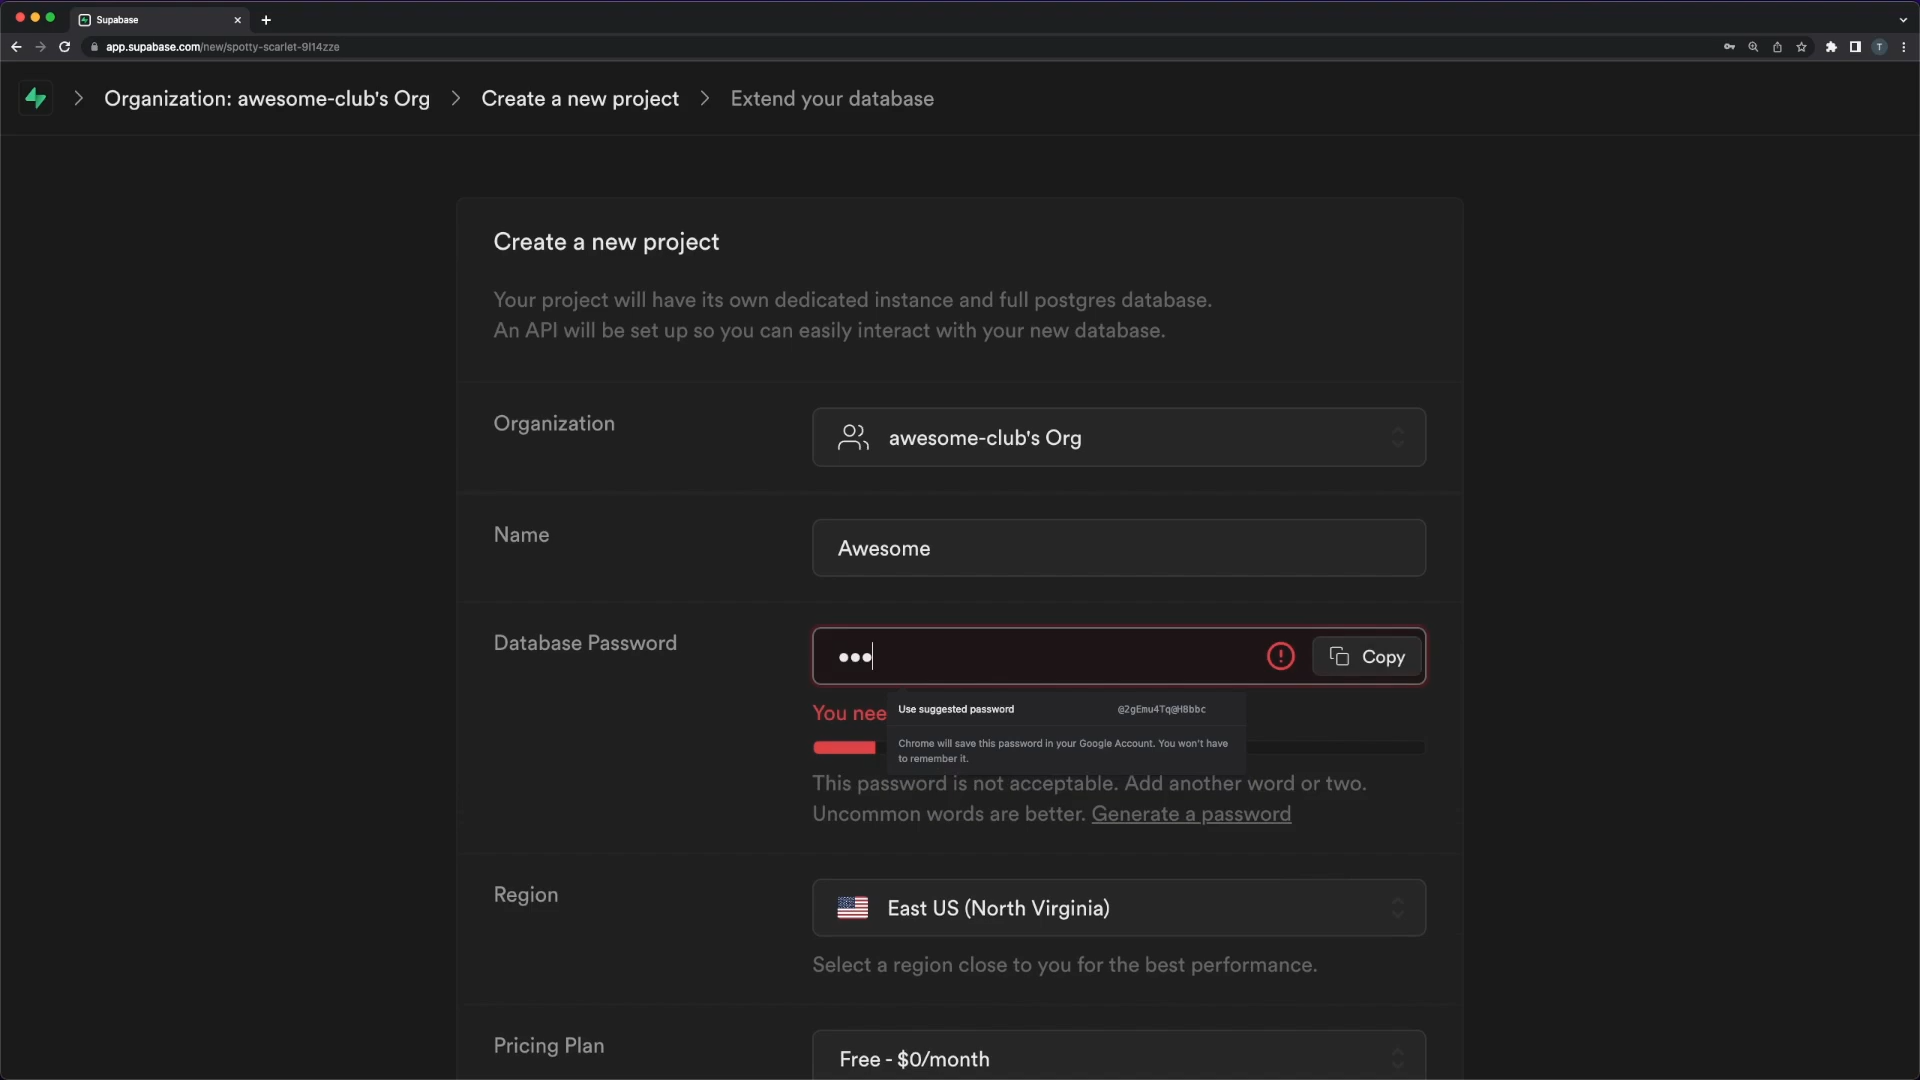 Supabase
app.supabase.com/new/spotty-scarlet-9l14zze
T
Organization: awesome-club's Org > Create a new project > Extend your database
Create a new project
Your project will have its own dedicated instance and full postgres database.
An API will be set up so you can easily interact with your new database.
Organization
awesome-club's Org
Name
Awesome
Database Password
Copy
You nee
Use suggested password @2gEmu4Tq@H8bbc
Chrome will save this password in your Google Account. You won't have
to remember it.
This password is not acceptable. Add another word or two.
Uncommon words are better. Generate a password
Region
East US (North Virginia)
Select a region close to you for the best performance.
Pricing Plan
Free - $0/month